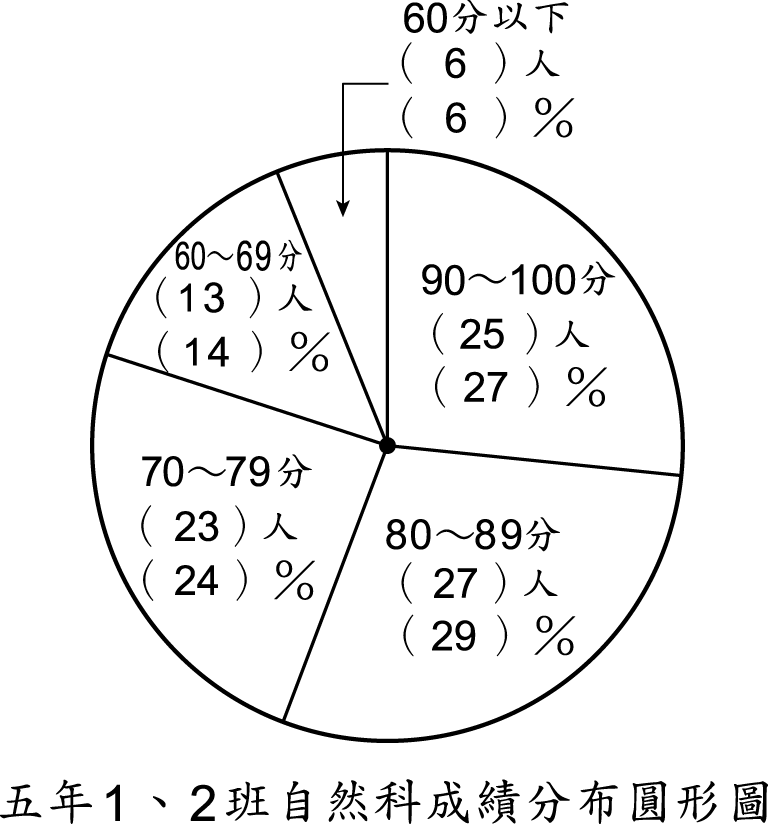 60分以下
（ 6 ）人
（ 6 ）％
60～69分
（13 ）人
（14 ）％
90～100分
（25 ）人
（27 ）％
70～79分
（23 ）人
（24 ）％
80～89分
（27 ）人
（29 ）％
五年1、2班自然科成績分布圓形圖